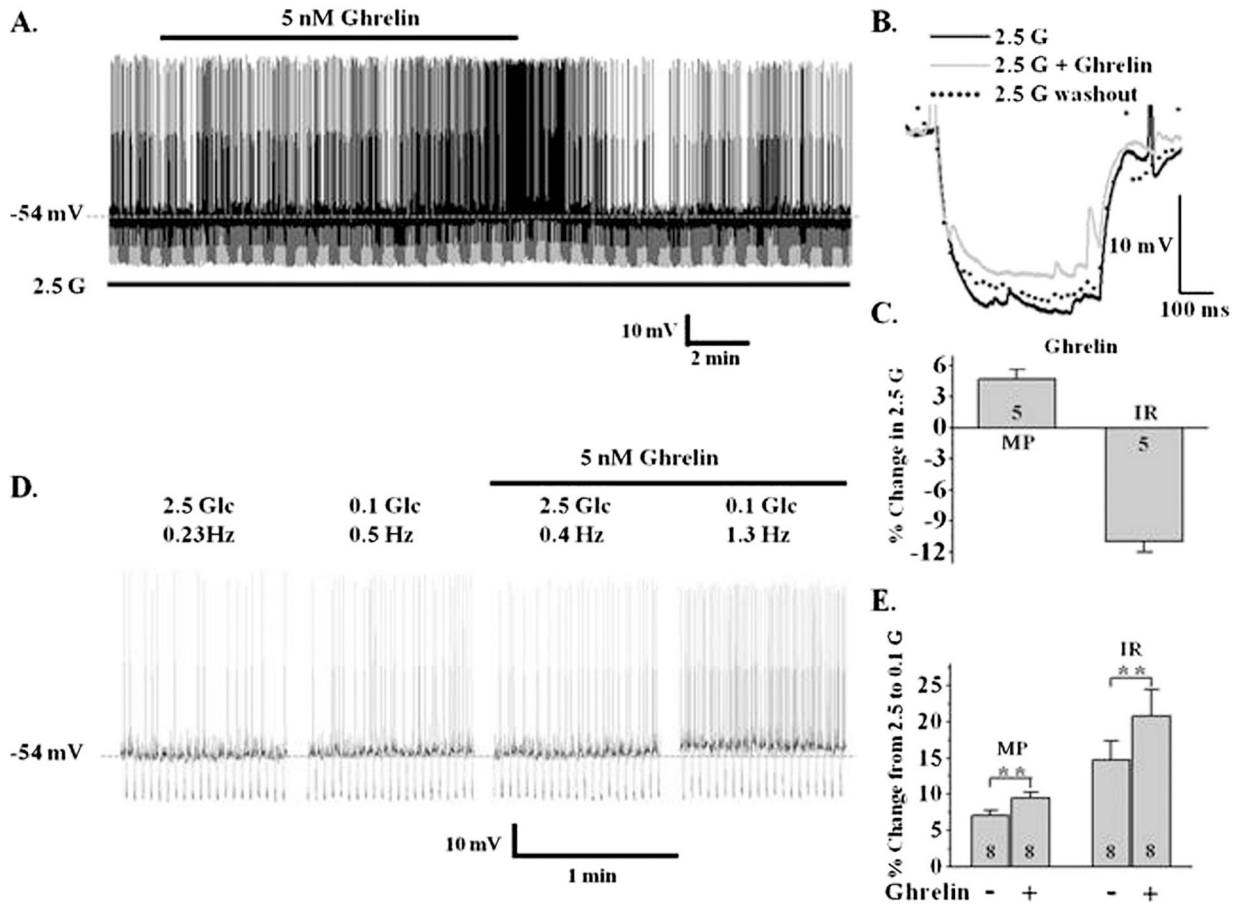 A.
5 nM Ghrelin
-54 mV
2.5 G
10 mV
2 min
B.
2.5 G
2.5 G + Ghrelin
2.5 G washout
10 mV
100 ms
C.
Ghrelin
% Change in 2.5 G
6
3
0
-3
-6
-9
-12
5
MP
IR
5
D.
5 nM Ghrelin
2.5 Glc
0.23Hz
0.1 Glc
0.5 Hz
2.5 Glc
0.4 Hz
0.1 Glc
1.3 Hz
-54 mV
10 mV
1 min
E.
% Change from 2.5 to 0.1 G
25
20
15
10
5
0
MP
**
IR
**
8
8
8
8
Ghrelin - + - +